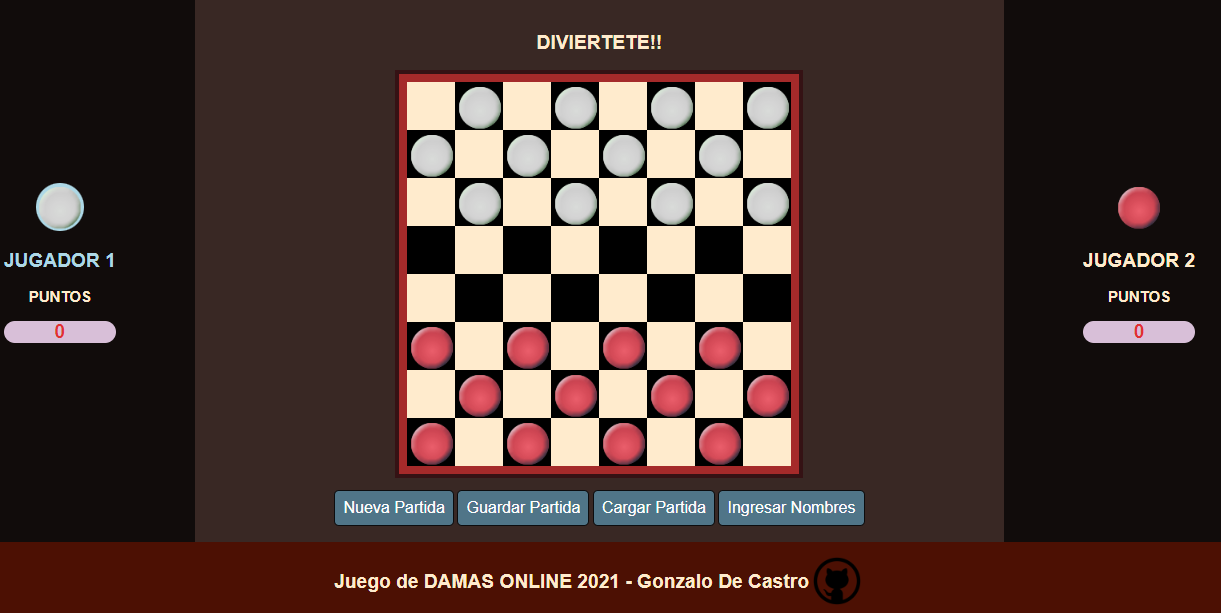 DIVIERTETE!!
JUGADOR 1
PUNTOS
0
JUGADOR 2
PUNTOS
0
Nueva Partida
Guardar Partida
Cargar Partida
Ingresar Nombres
Juego de DAMAS ONLINE 2021 - Gonzalo De Castro